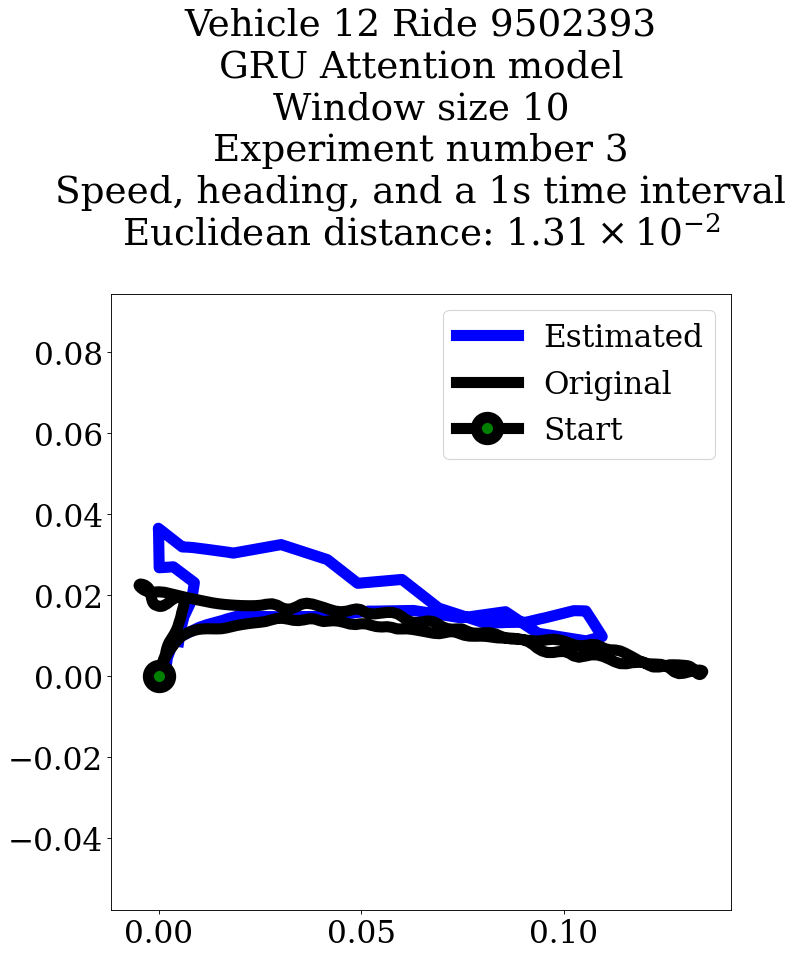 Vehicle 12 Ride 9502393
GRU Attention model
Window size 10
Experiment number 3
Speed, heading, and a 1s time interval
Euclidean distance: 1.31 × 10⁻²
Estimated
Original
Start
0.08
0.06
0.04
0.02
0.00
−0.02
−0.04
0.00 0.05 0.10